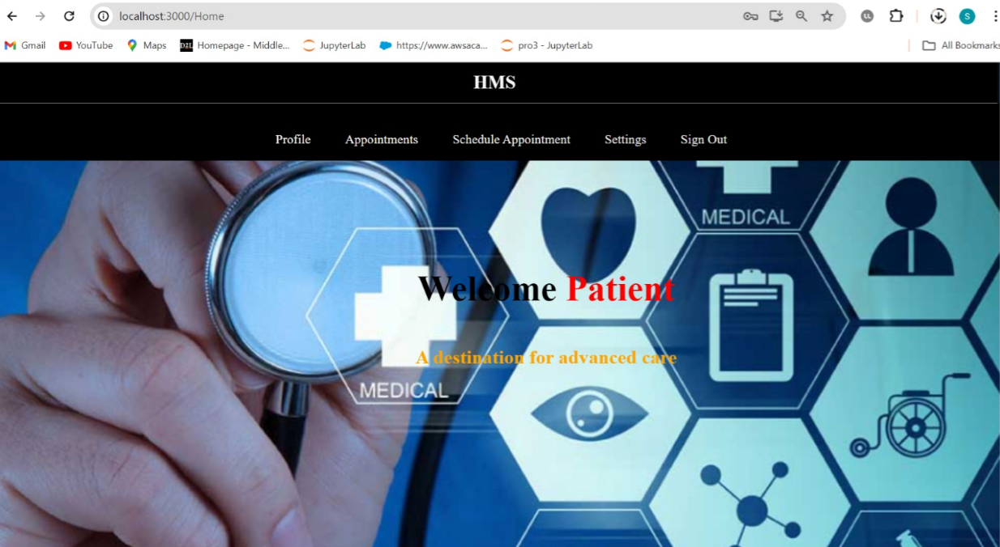 localhost:3000/Home
S
Gmail YouTube Maps D2L Homepage - Middle... JupyterLab https://www.awsaca... pro3 - JupyterLab All Bookmarks
HMS
Profile Appointments Schedule Appointment Settings Sign Out
MEDICAL
Welcome Patient
A destination for advanced care
MEDICAL